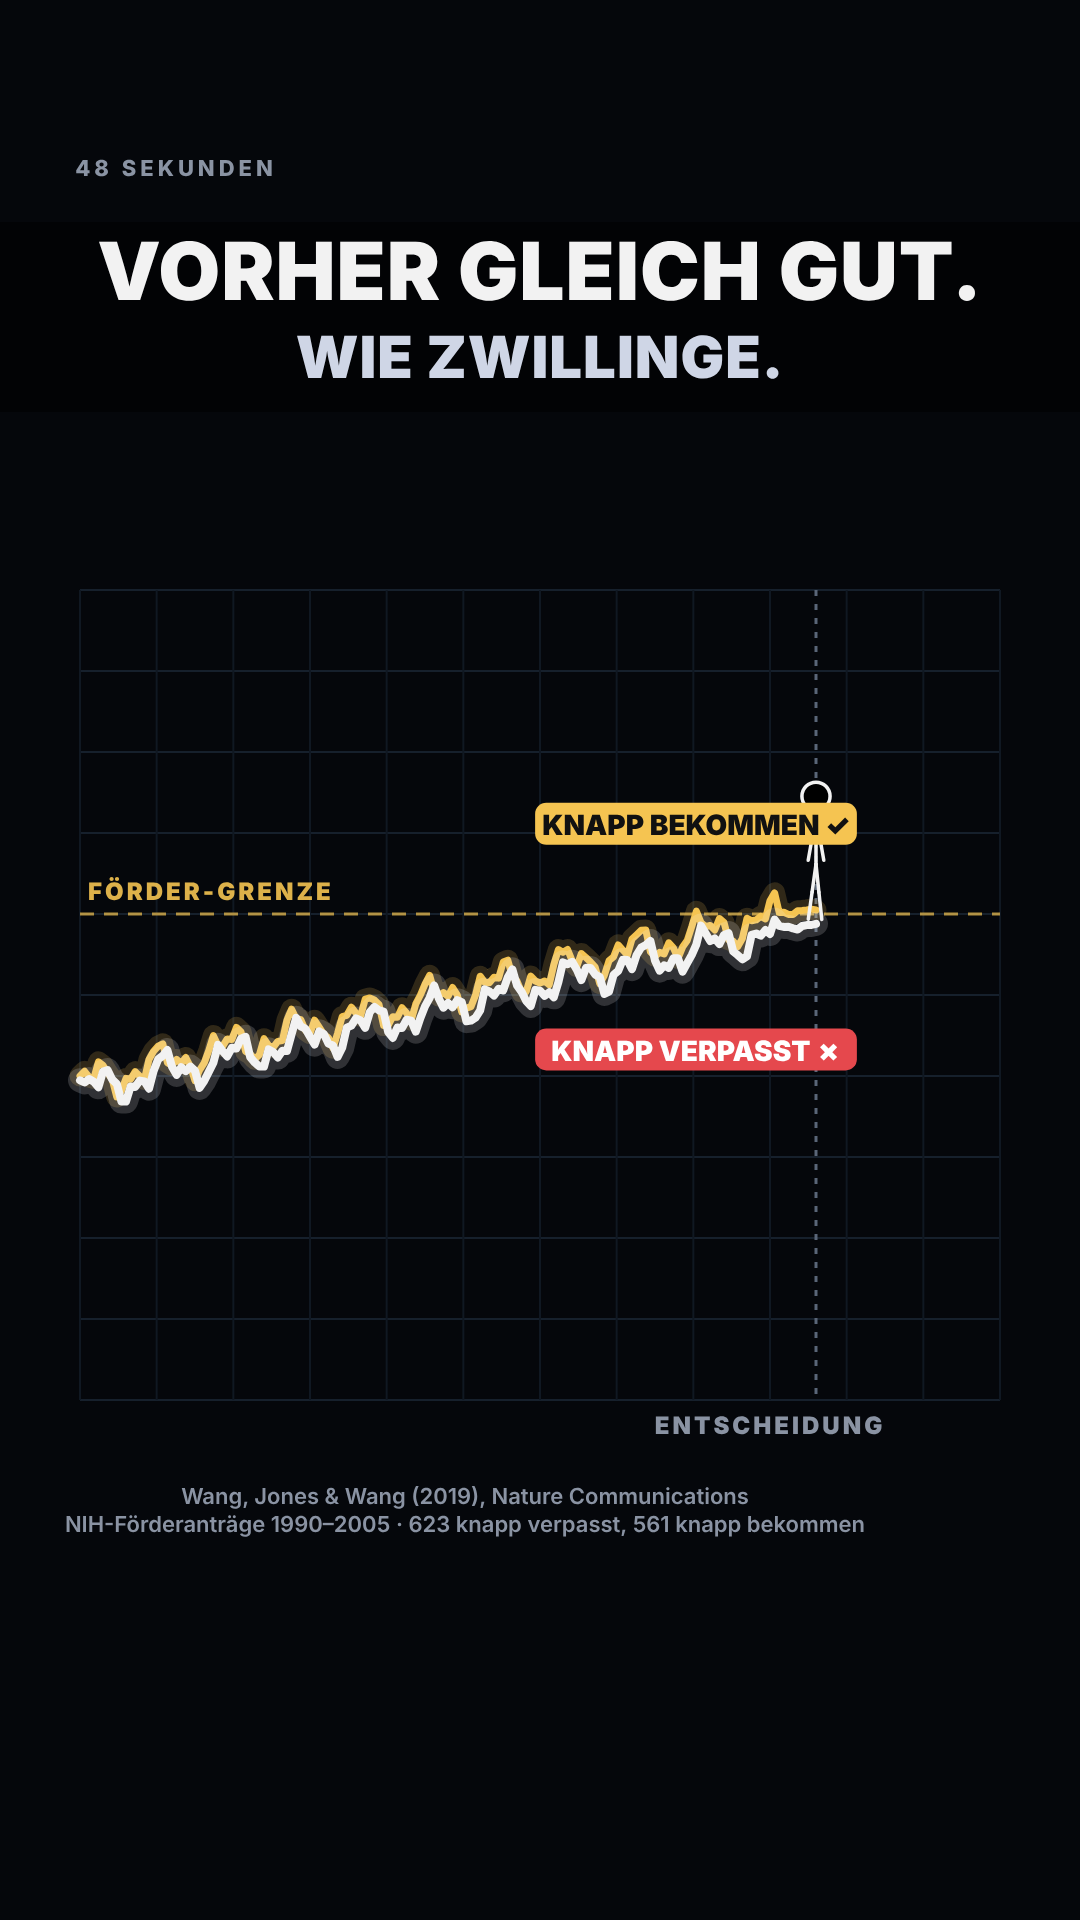 48 SEKUNDEN
VORHER GLEICH GUT.
WIE ZWILLINGE.
KNAPP BEKOMMEN ✓
FÖRDER-GRENZE
KNAPP VERPASST ×
ENTSCHEIDUNG
Wang, Jones & Wang (2019), Nature Communications
NIH-Förderanträge 1990–2005 · 623 knapp verpasst, 561 knapp bekommen